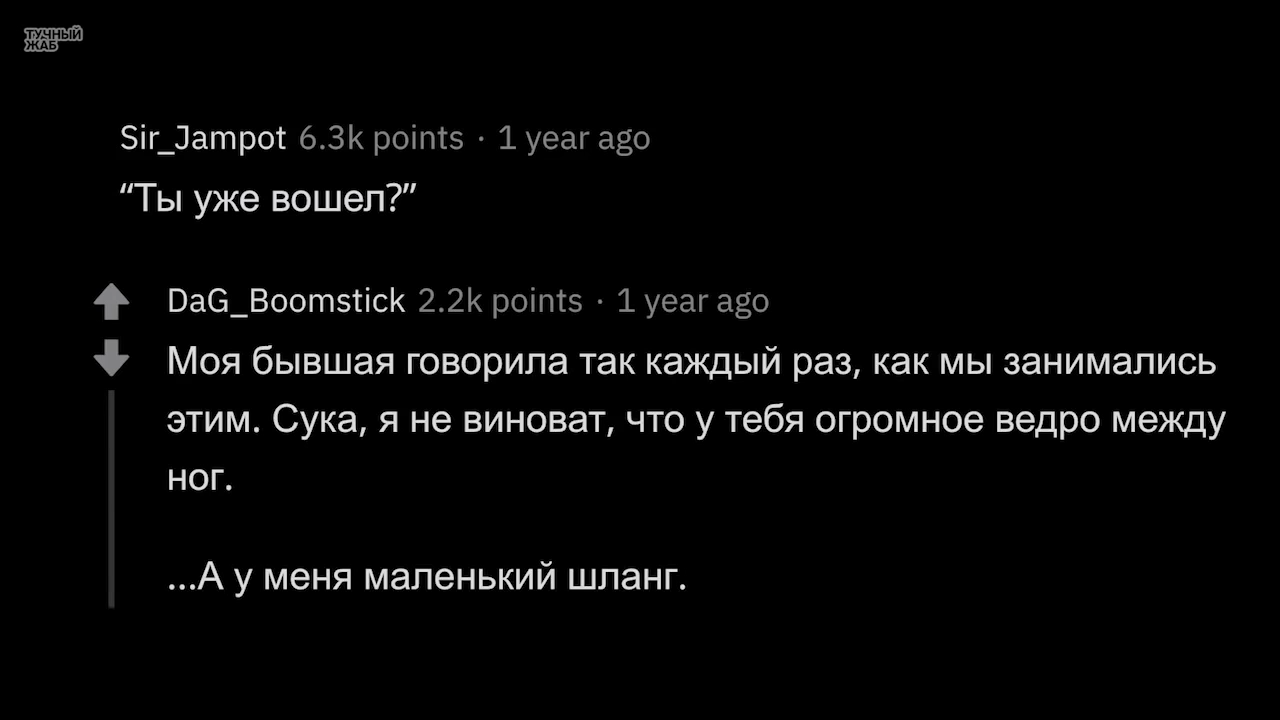 ТУЧНЫЙ
ЖАБ
Sir_Jampot 6.3k points · 1 year ago
“Ты уже вошел?”
DaG_Boomstick 2.2k points · 1 year ago
Моя бывшая говорила так каждый раз, как мы занимались
этим. Сука, я не виноват, что у тебя огромное ведро между
ног.
...А у меня маленький шланг.